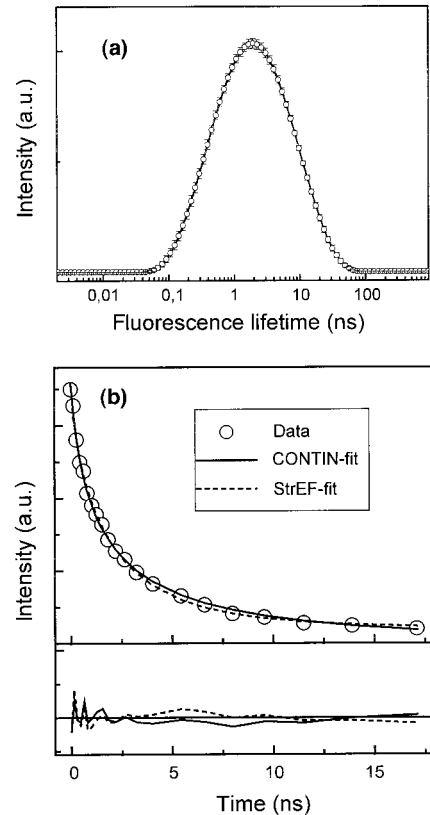 (a)
Intensity (a.u.)
0,01 0,1 1 10 100
Fluorescence lifetime (ns)
(b)
Data
CONTIN-fit
StrEF-fit
Intensity (a.u.)
0 5 10 15
Time (ns)